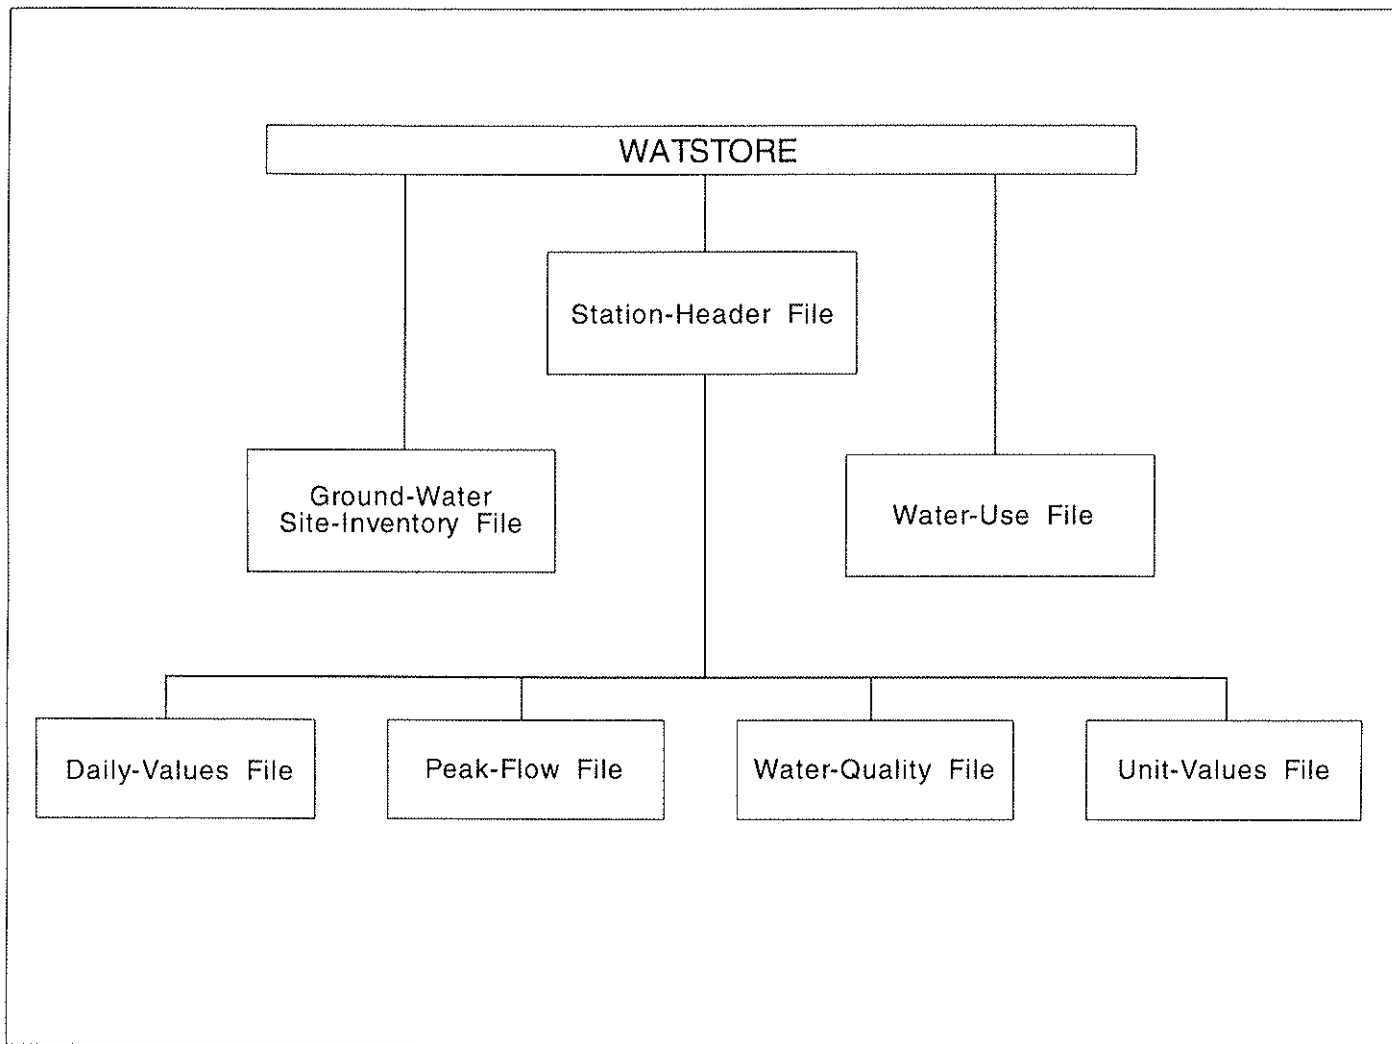 WATSTORE
Station-Header File
Ground-Water
Site-Inventory File
Water-Use File
Daily-Values File
Peak-Flow File
Water-Quality File
Unit-Values File